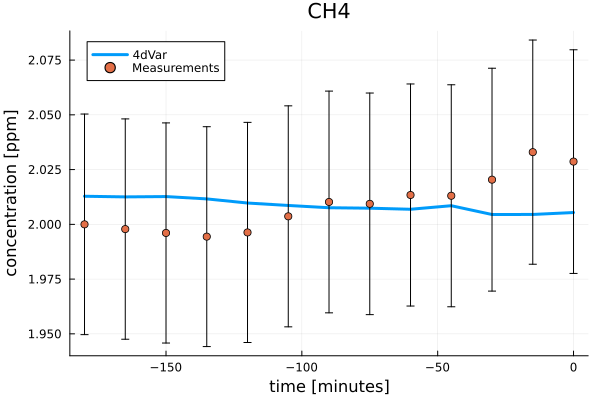 CH4
4dVar
Measurements
concentration [ppm]
2.075
2.050
2.025
2.000
1.975
1.950
−150
−100
−50
0
time [minutes]